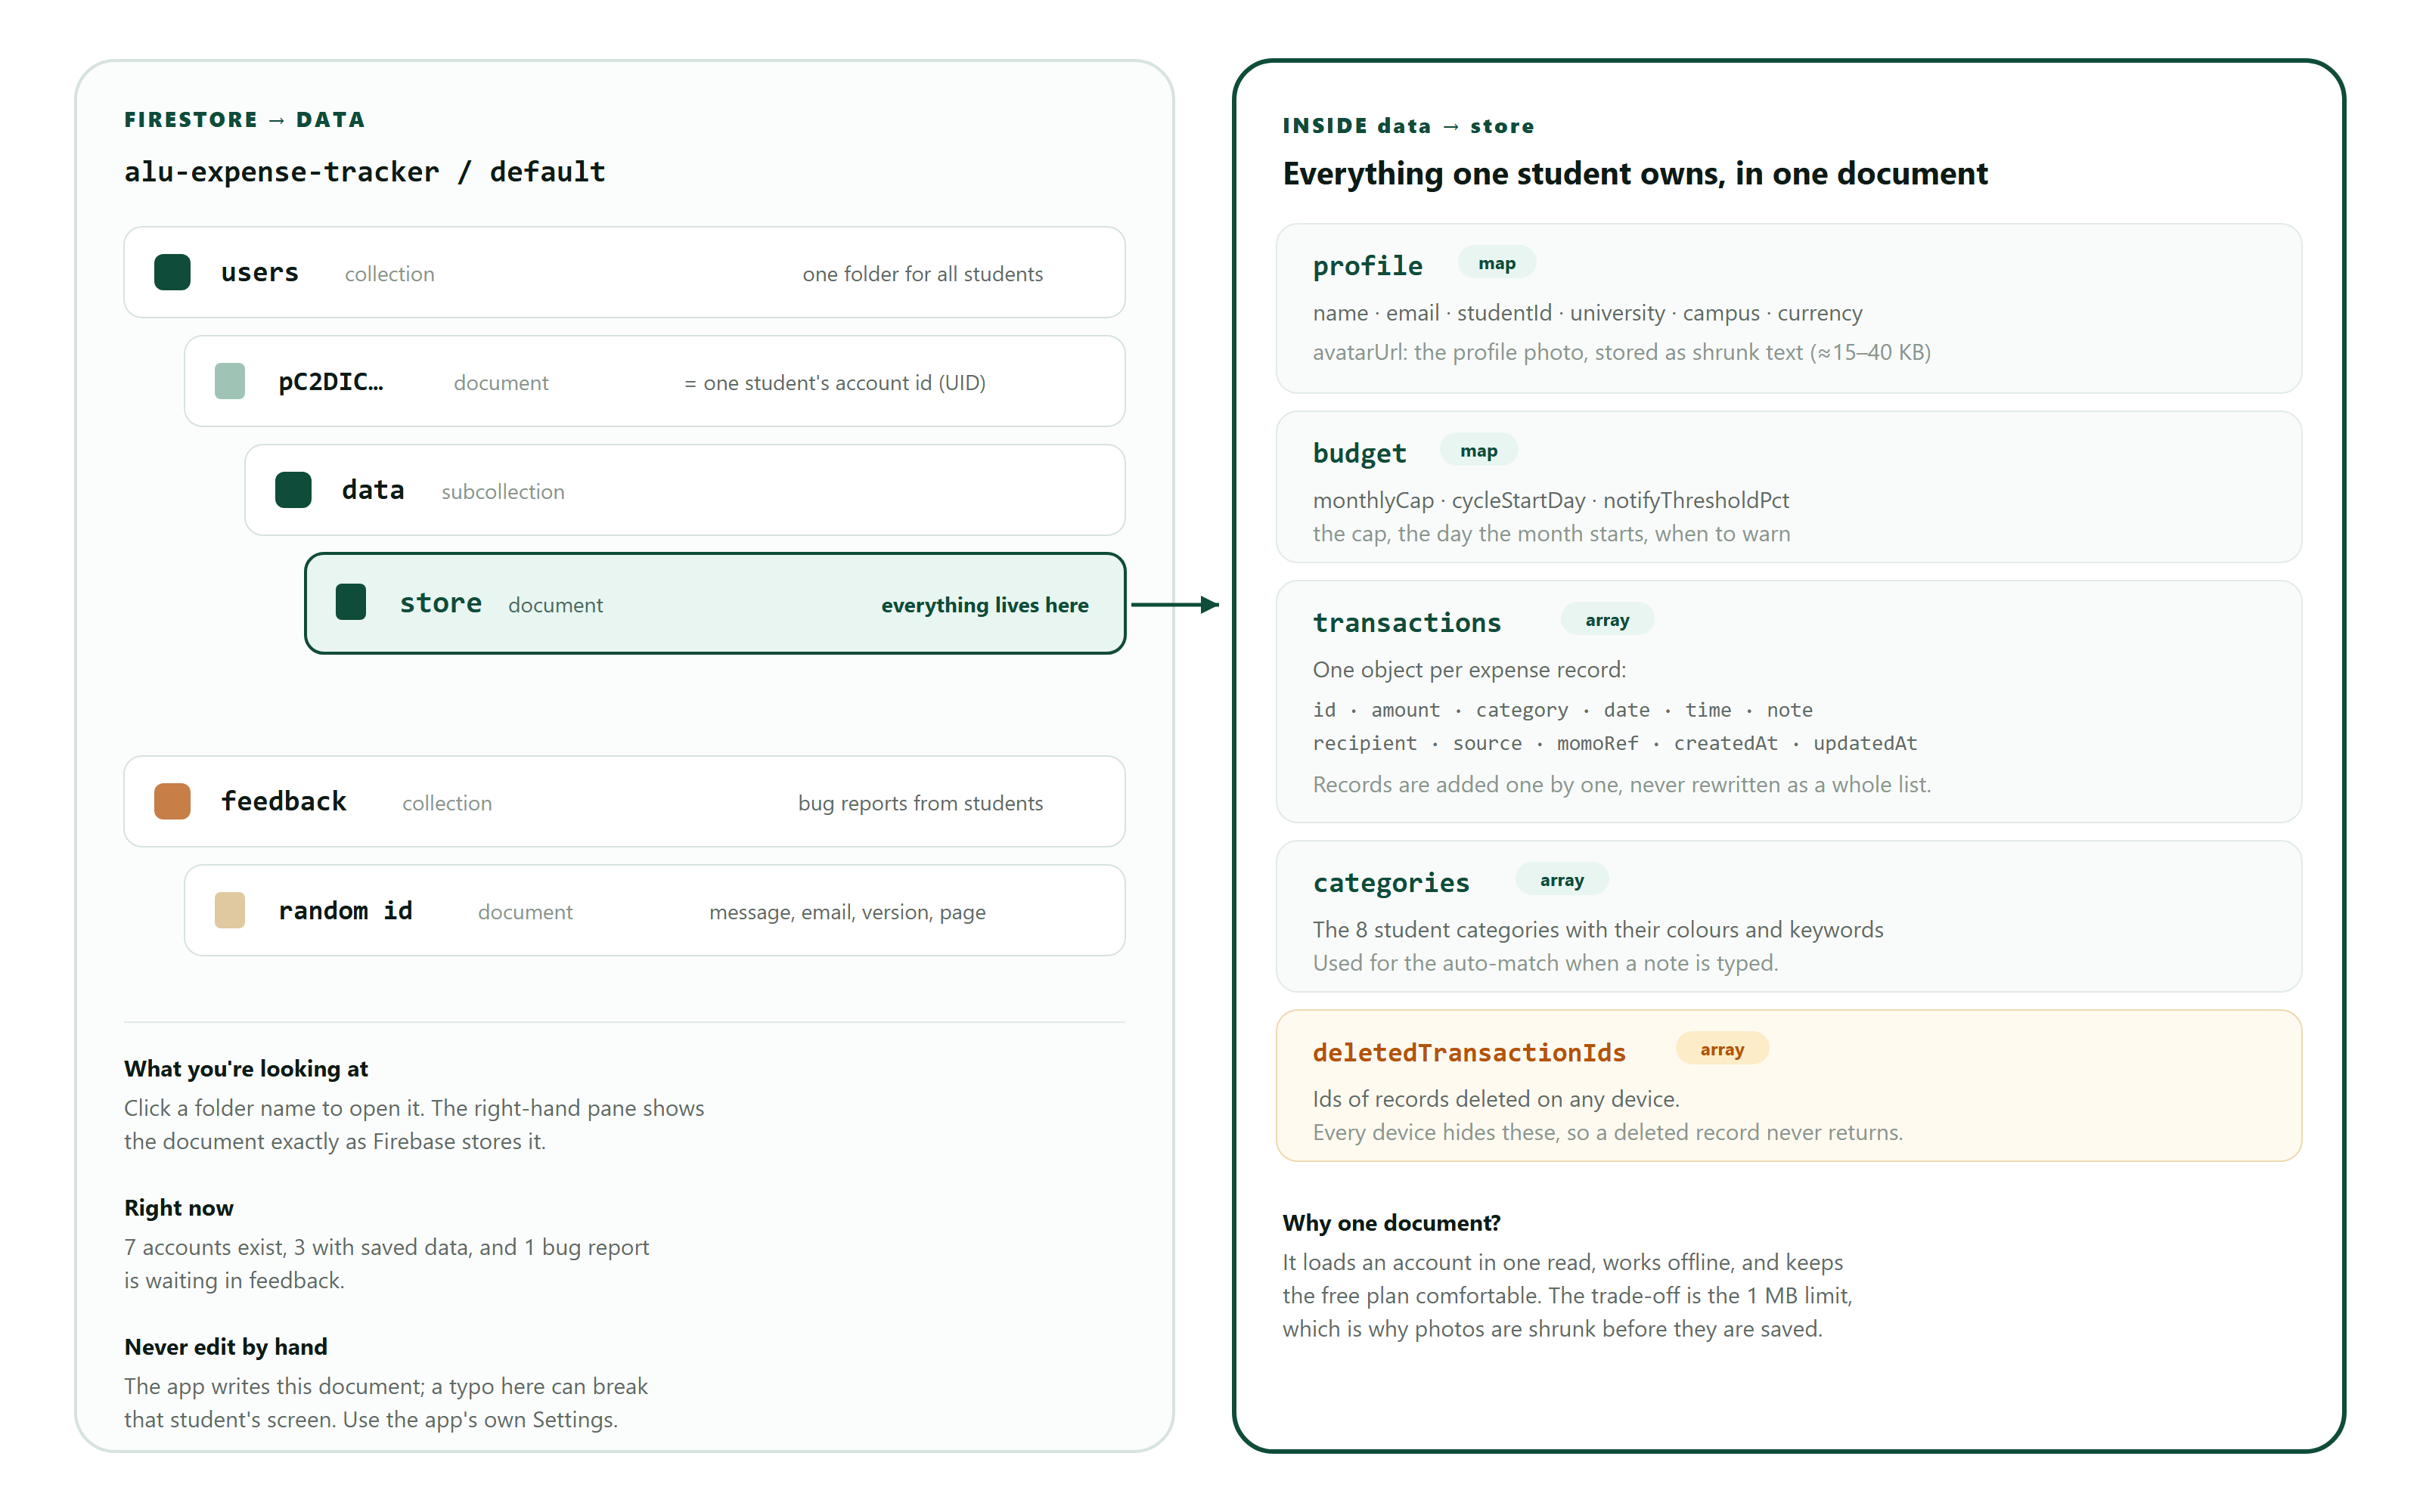 FIRESTORE → DATA
alu-expense-tracker / default
users collection one folder for all students
pC2DIC… document = one student's account id (UID)
data subcollection
store document everything lives here
feedback collection bug reports from students
random id document message, email, version, page
What you're looking at
Click a folder name to open it. The right-hand pane shows
the document exactly as Firebase stores it.
Right now
7 accounts exist, 3 with saved data, and 1 bug report
is waiting in feedback.
Never edit by hand
The app writes this document; a typo here can break
that student's screen. Use the app's own Settings.
INSIDE data → store
Everything one student owns, in one document
profile map
name · email · studentId · university · campus · currency
avatarUrl: the profile photo, stored as shrunk text (≈15–40 KB)
budget map
monthlyCap · cycleStartDay · notifyThresholdPct
the cap, the day the month starts, when to warn
transactions array
One object per expense record:
id · amount · category · date · time · note
recipient · source · momoRef · createdAt · updatedAt
Records are added one by one, never rewritten as a whole list.
categories array
The 8 student categories with their colours and keywords
Used for the auto-match when a note is typed.
deletedTransactionIds array
Ids of records deleted on any device.
Every device hides these, so a deleted record never returns.
Why one document?
It loads an account in one read, works offline, and keeps
the free plan comfortable. The trade-off is the 1 MB limit,
which is why photos are shrunk before they are saved.